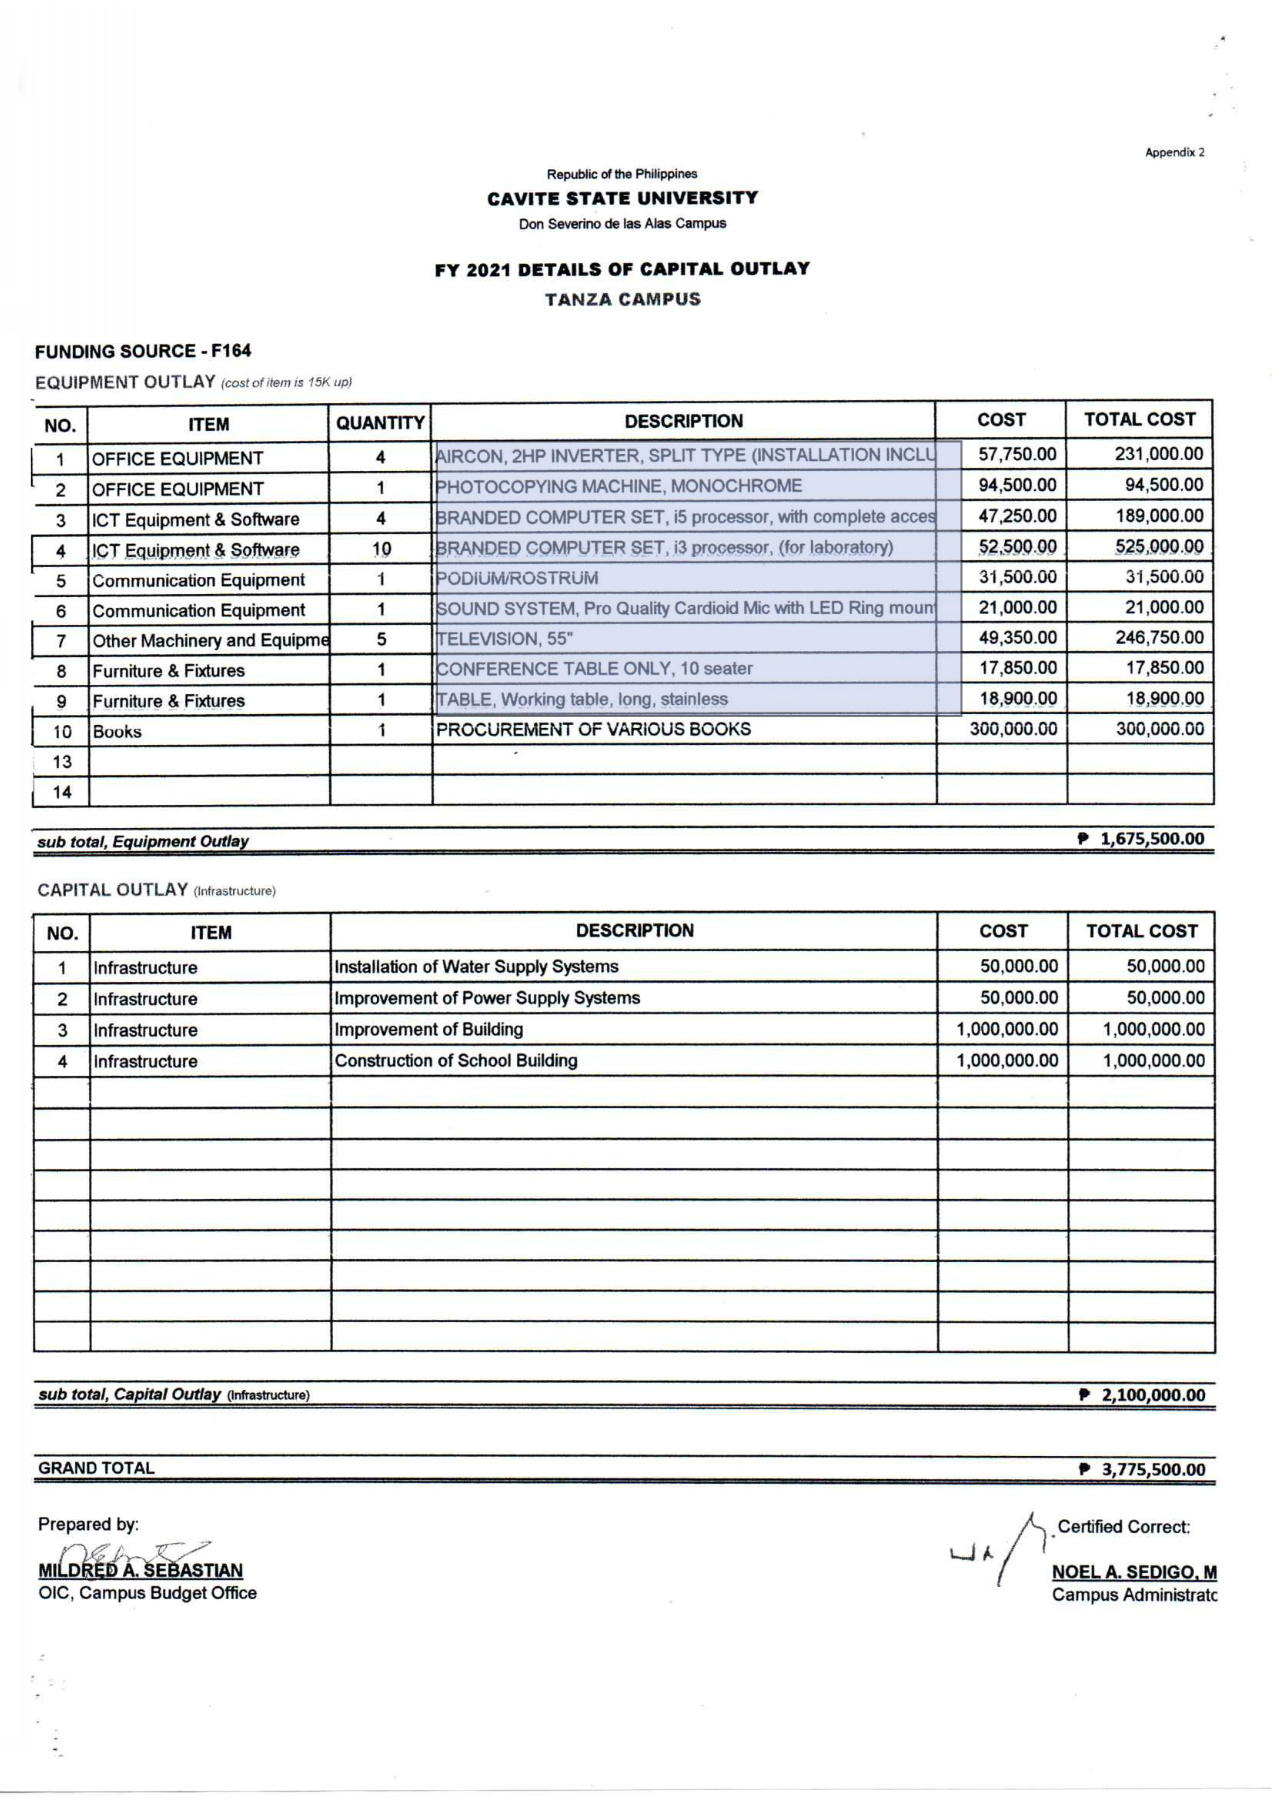 Appendix 2
Republic of the Philippines
CAVITE STATE UNIVERSITY
Don Severino de las Alas Campus
FY 2021 DETAILS OF CAPITAL OUTLAY
TANZA CAMPUS
FUNDING SOURCE - F164
EQUIPMENT OUTLAY (cost of item is 15K up)
NO. ITEM QUANTITY DESCRIPTION COST TOTAL COST
1 OFFICE EQUIPMENT 4 AIRCON, 2HP INVERTER, SPLIT TYPE (INSTALLATION INCLU 57,750.00 231,000.00
2 OFFICE EQUIPMENT 1 PHOTOCOPYING MACHINE, MONOCHROME 94,500.00 94,500.00
3 ICT Equipment & Software 4 BRANDED COMPUTER SET, i5 processor, with complete acces 47,250.00 189,000.00
4 ICT Equipment & Software 10 BRANDED COMPUTER SET, i3 processor, (for laboratory) 52,500.00 525,000.00
5 Communication Equipment 1 PODIUM/ROSTRUM 31,500.00 31,500.00
6 Communication Equipment 1 SOUND SYSTEM, Pro Quality Cardioid Mic with LED Ring moun 21,000.00 21,000.00
7 Other Machinery and Equipme 5 TELEVISION, 55" 49,350.00 246,750.00
8 Furniture & Fixtures 1 CONFERENCE TABLE ONLY, 10 seater 17,850.00 17,850.00
9 Furniture & Fixtures 1 TABLE, Working table, long, stainless 18,900.00 18,900.00
10 Books 1 PROCUREMENT OF VARIOUS BOOKS 300,000.00 300,000.00
13
14
sub total, Equipment Outlay ₱ 1,675,500.00
CAPITAL OUTLAY (Infrastructure)
NO. ITEM DESCRIPTION COST TOTAL COST
1 Infrastructure Installation of Water Supply Systems 50,000.00 50,000.00
2 Infrastructure Improvement of Power Supply Systems 50,000.00 50,000.00
3 Infrastructure Improvement of Building 1,000,000.00 1,000,000.00
4 Infrastructure Construction of School Building 1,000,000.00 1,000,000.00
sub total, Capital Outlay (Infrastructure) ₱ 2,100,000.00
GRAND TOTAL ₱ 3,775,500.00
Prepared by: Certified Correct:
MILDRED A. SEBASTIAN NOEL A. SEDIGO, M
OIC, Campus Budget Office Campus Administrato